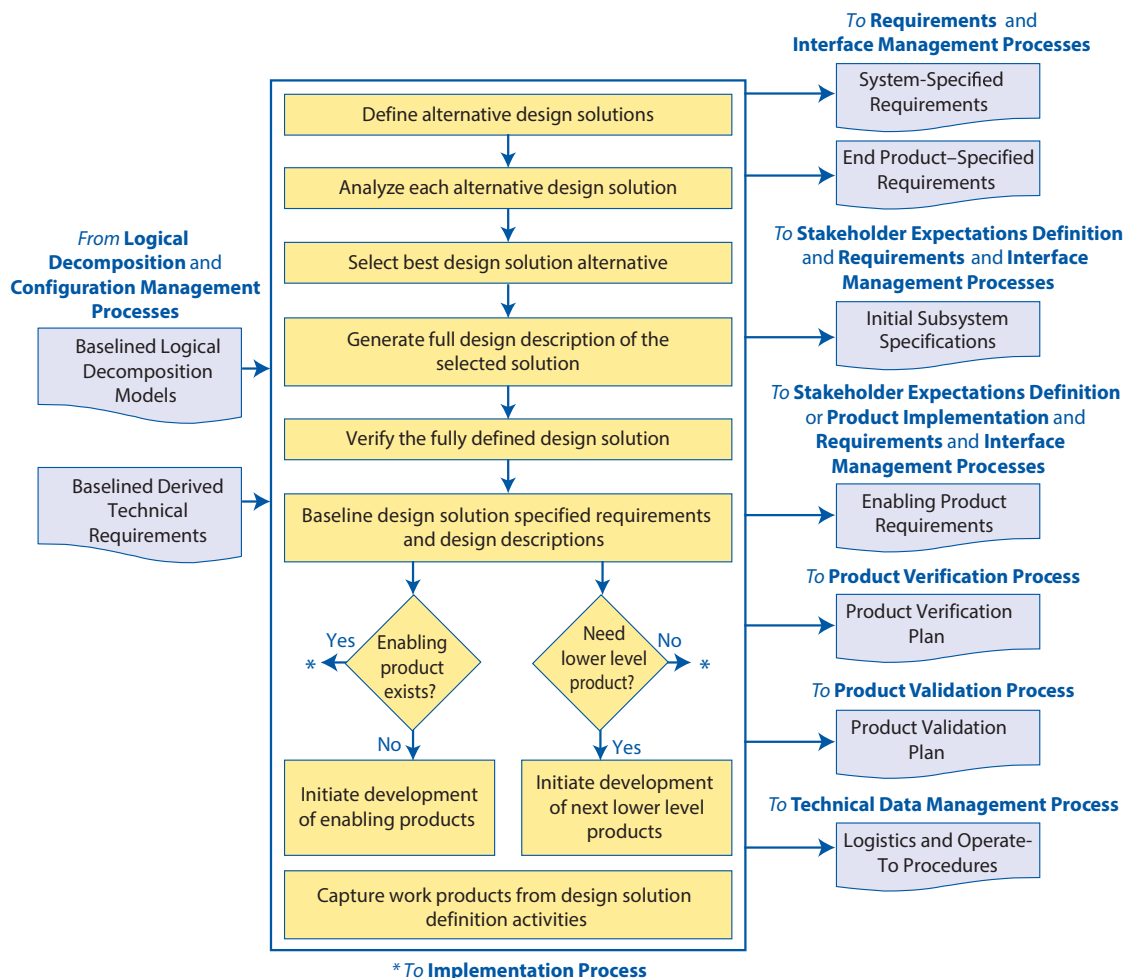 From Logical
Decomposition and
Configuration Management
Processes
Baselined Logical
Decomposition
Models
Baselined Derived
Technical
Requirements
Define alternative design solutions
Analyze each alternative design solution
Select best design solution alternative
Generate full design description of the
selected solution
Verify the fully defined design solution
Baseline design solution specified requirements
and design descriptions
Yes
*
Enabling
product
exists?
No
Need
lower level
product?
No
*
Yes
Initiate development
of enabling products
Initiate development
of next lower level
products
Capture work products from design solution
definition activities
* To Implementation Process
To Requirements and
Interface Management Processes
System-Specified
Requirements
End Product–Specified
Requirements
To Stakeholder Expectations Definition
and Requirements and Interface
Management Processes
Initial Subsystem
Specifications
To Stakeholder Expectations Definition
or Product Implementation and
Requirements and Interface
Management Processes
Enabling Product
Requirements
To Product Verification Process
Product Verification
Plan
To Product Validation Process
Product Validation
Plan
To Technical Data Management Process
Logistics and Operate-
To Procedures